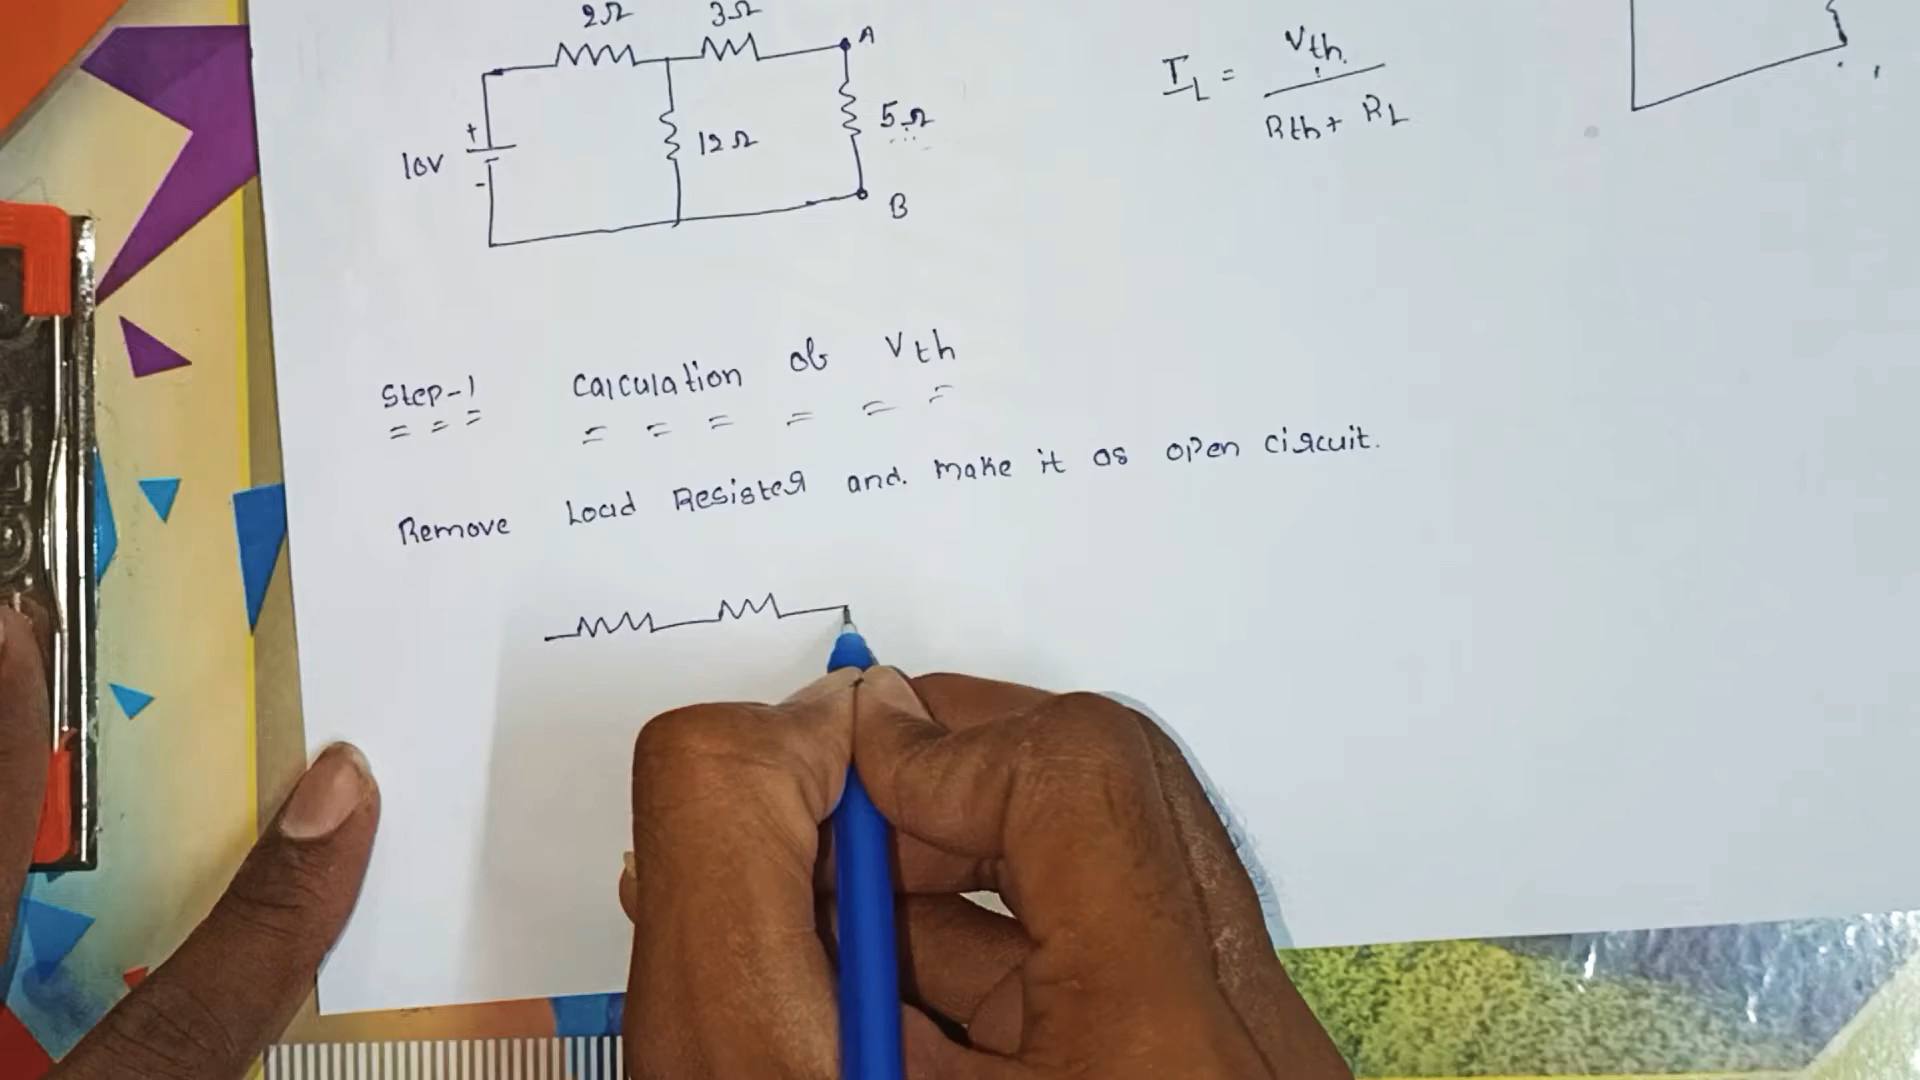 2Ω 3Ω
A
10V + - 12Ω 5Ω
B
I_L = Vth / Rth + RL
Step-1 Calculation of Vth
Remove Load Resister and. make it as open circuit.